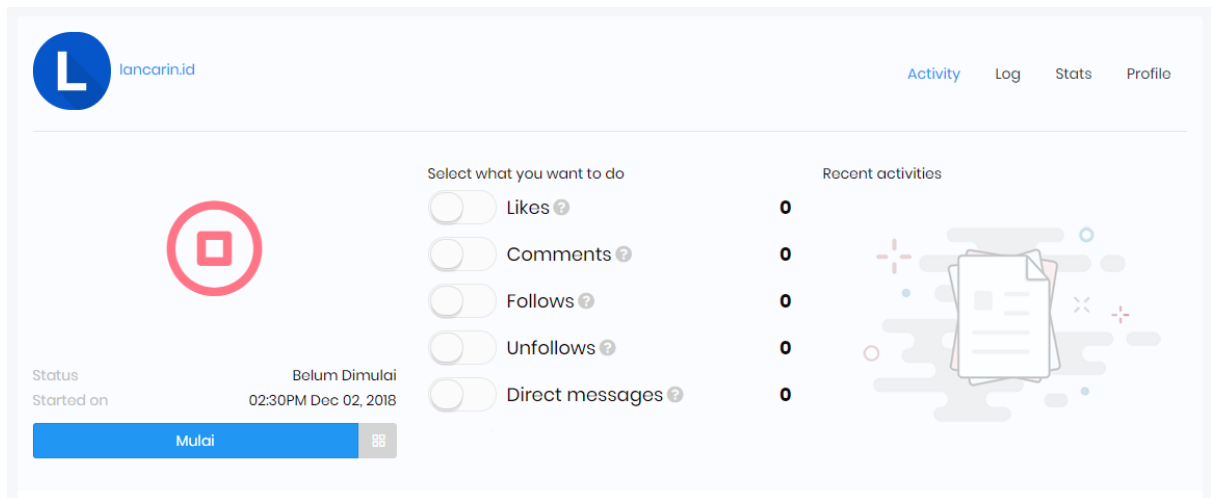 L
lancarin.id
Activity Log Stats Profile
Select what you want to do
Likes ? 0
Comments ? 0
Follows ? 0
Unfollows ? 0
Direct messages ? 0
Recent activities
Status Belum Dimulai
Started on 02:30PM Dec 02, 2018
Mulai